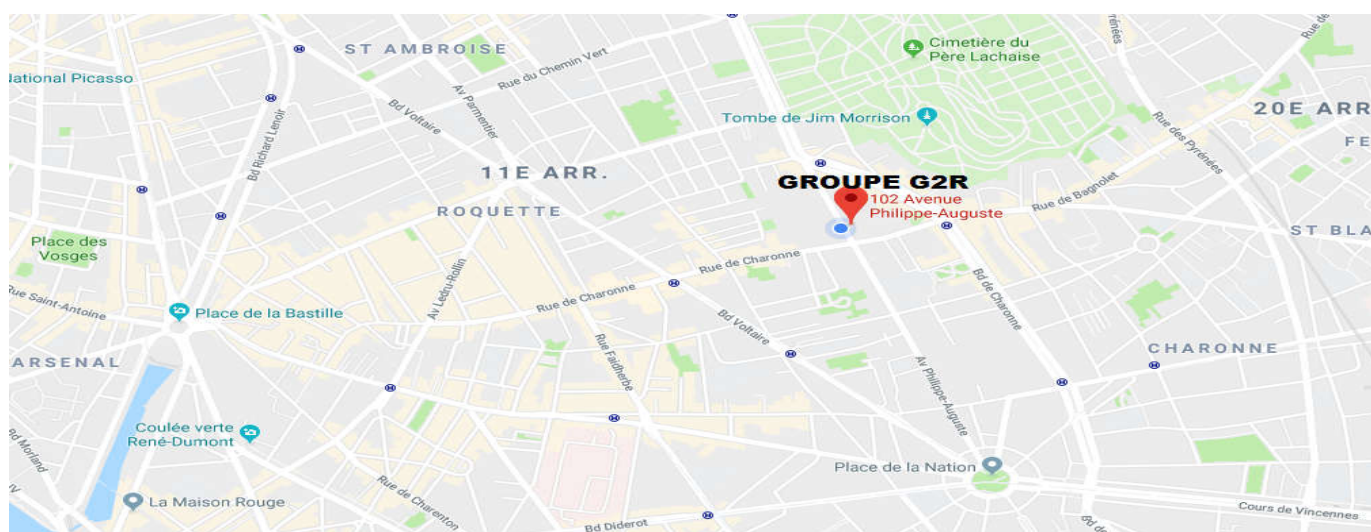 ST AMBROISE
Cimetière du
Père Lachaise
National Picasso
Rue du Chemin Vert
Av Parmentier
Bd Voltaire
Bd Richard Lenoir
Tombe de Jim Morrison
20E ARR
Rue des Pyrénées
11E ARR.
GROUPE G2R
102 Avenue
Philippe-Auguste
Rue de Bagnolet
ROQUETTE
ST BLA
Place des
Vosges
Rue de Charonne
Av Ledru-Rollin
Rue de Charonne
Bd de Charonne
Rue Saint-Antoine
Place de la Bastille
Bd Voltaire
Rue Faidherbe
ARSENAL
CHARONNE
Av Philippe-Auguste
Coulée verte
René-Dumont
Bd Morland
Place de la Nation
La Maison Rouge
Rue de Charenton
Bd Diderot
Cours de Vincennes